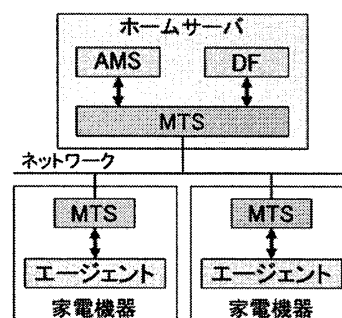 ホームサーバ
AMS DF
MTS
ネットワーク
MTS MTS
エージェント エージェント
家電機器 家電機器